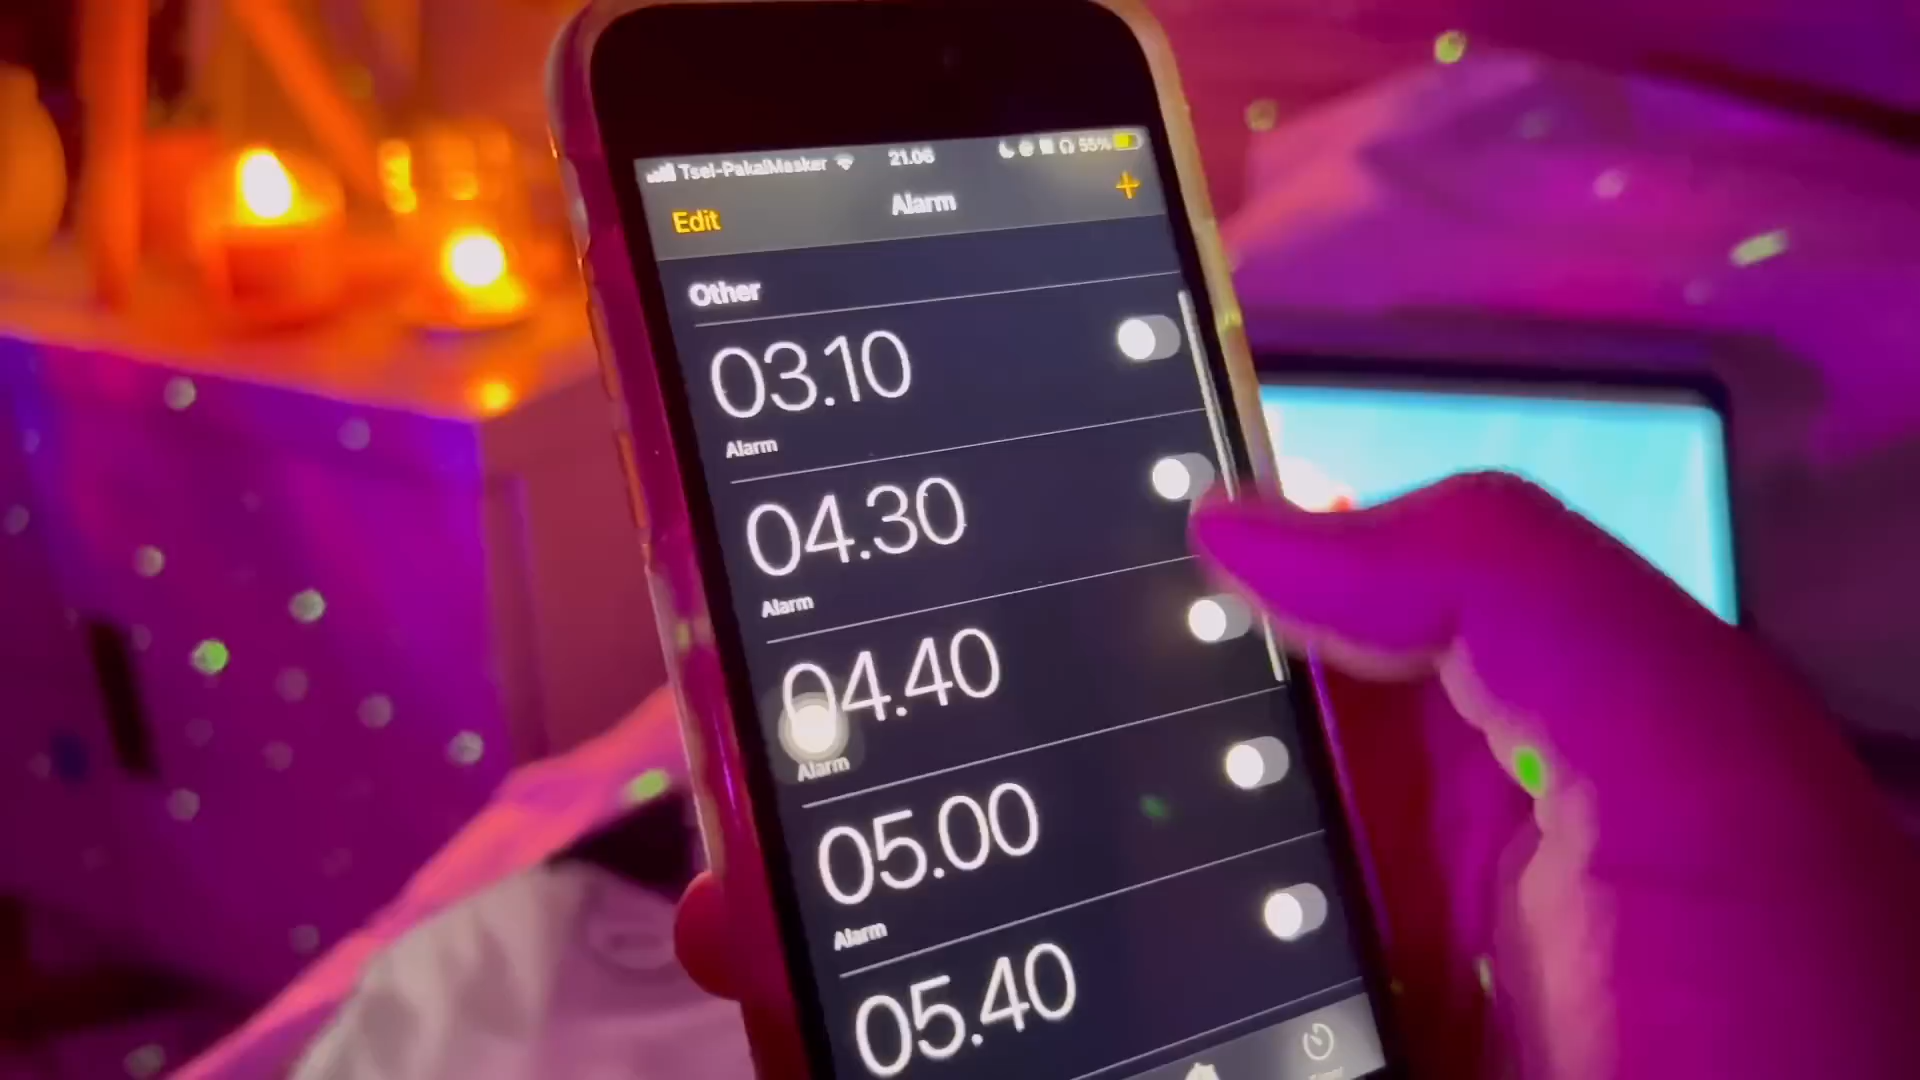 Tsel-PakaiMasker 21.06 55%
Edit Alarm +
Other
03.10
Alarm
04.30
Alarm
04.40
Alarm
05.00
Alarm
05.40